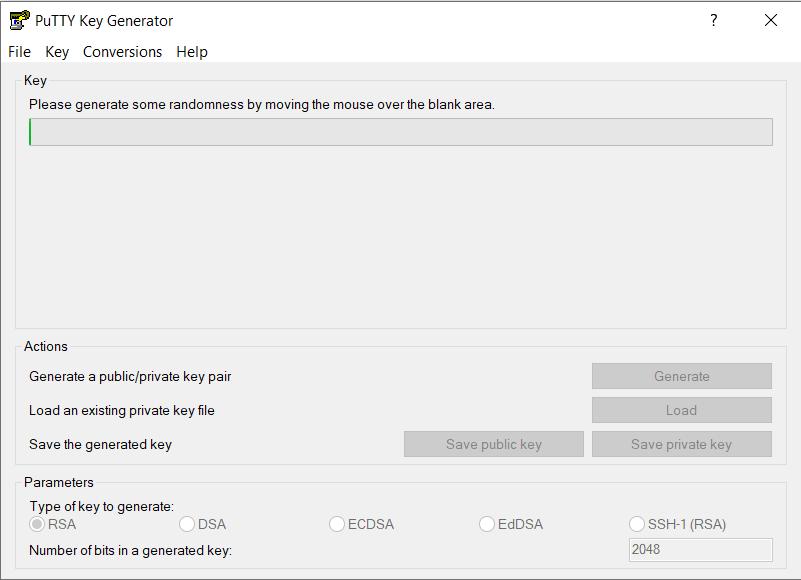 PuTTY Key Generator ?
File Key Conversions Help
Key
Please generate some randomness by moving the mouse over the blank area.
Actions
Generate a public/private key pair Generate
Load an existing private key file Load
Save the generated key Save public key Save private key
Parameters
Type of key to generate:
RSA DSA ECDSA EdDSA SSH-1 (RSA)
Number of bits in a generated key: 2048